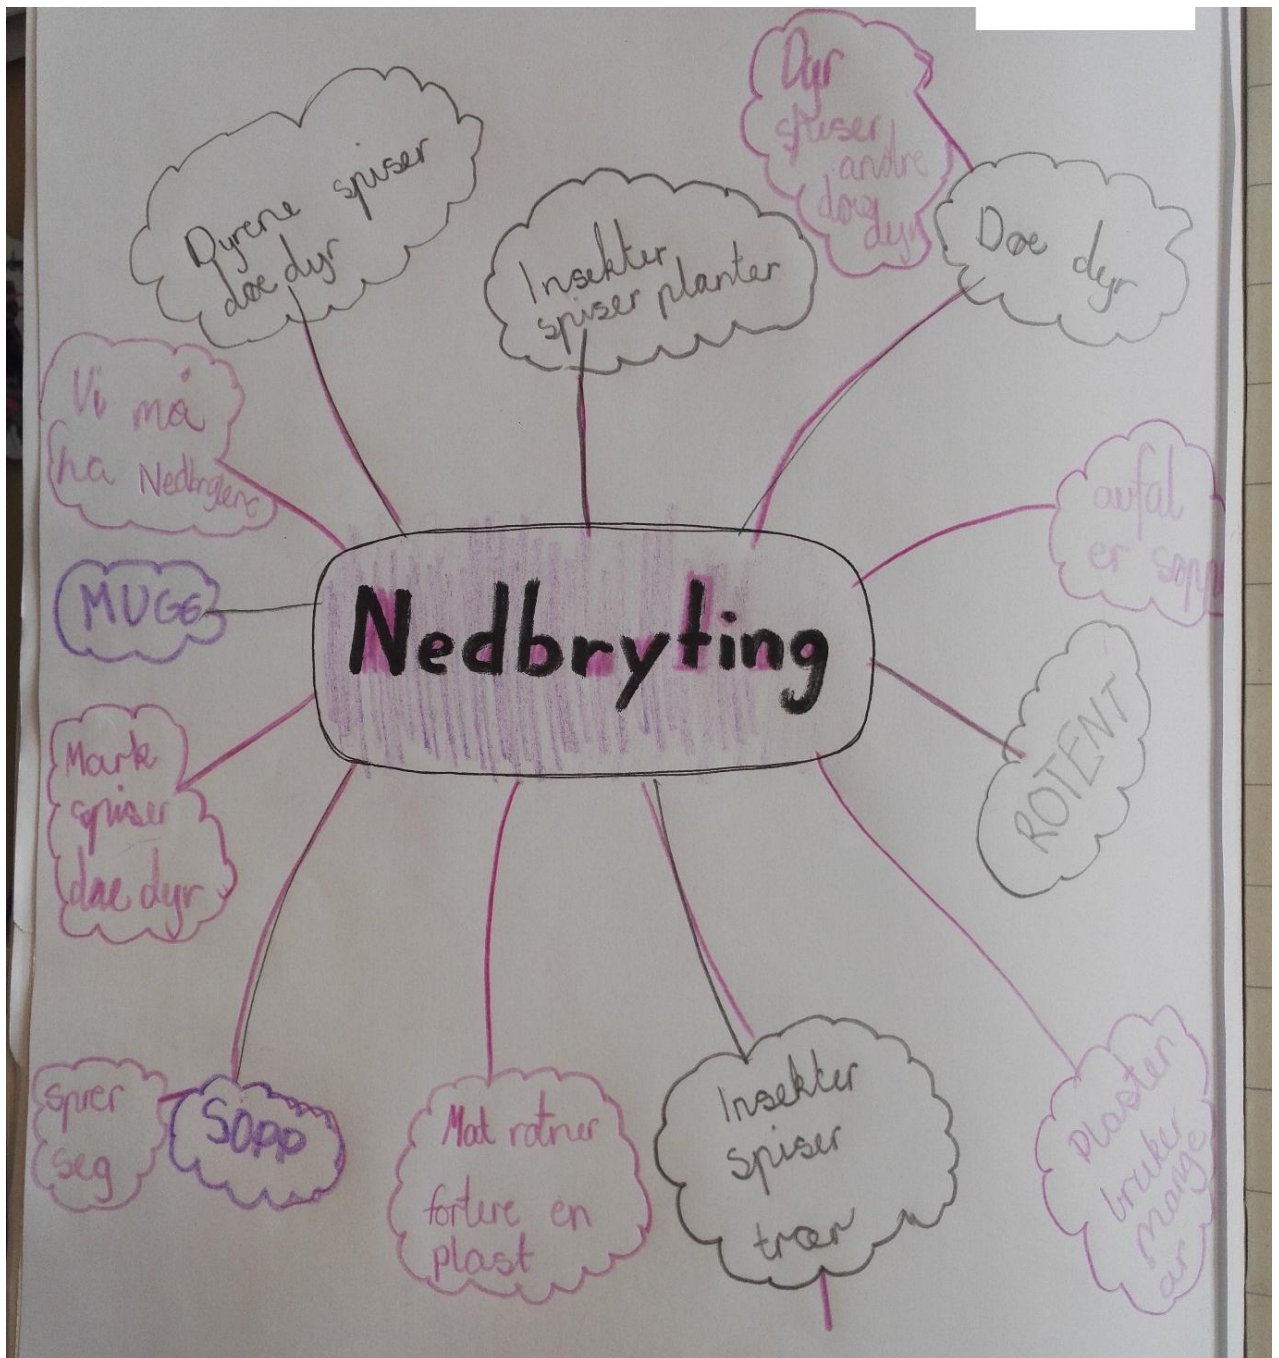 Dyr
spiser
andre
døe
dyr
Dyrene spiser
døe dyr
Insekter
spiser planter
Døe dyr
Vi må
ha Nedbrytere
avfal
er søppel
MUGG
Nedbryting
ROTENT
Mark
spiser
døe dyr
sprer
seg
SOPP
Mat rotner
fortere en
plast
Insekter
spiser
trær
Plasten
bruker
mange
år